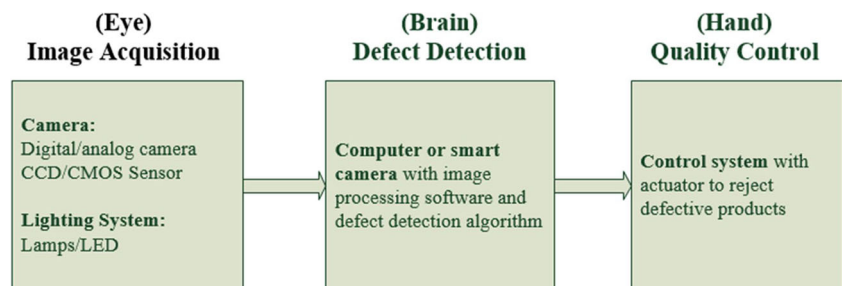 (Eye)
Image Acquisition
(Brain)
Defect Detection
(Hand)
Quality Control
Camera:
Digital/analog camera
CCD/CMOS Sensor
Lighting System:
Lamps/LED
Computer or smart
camera with image
processing software and
defect detection algorithm
Control system with
actuator to reject
defective products